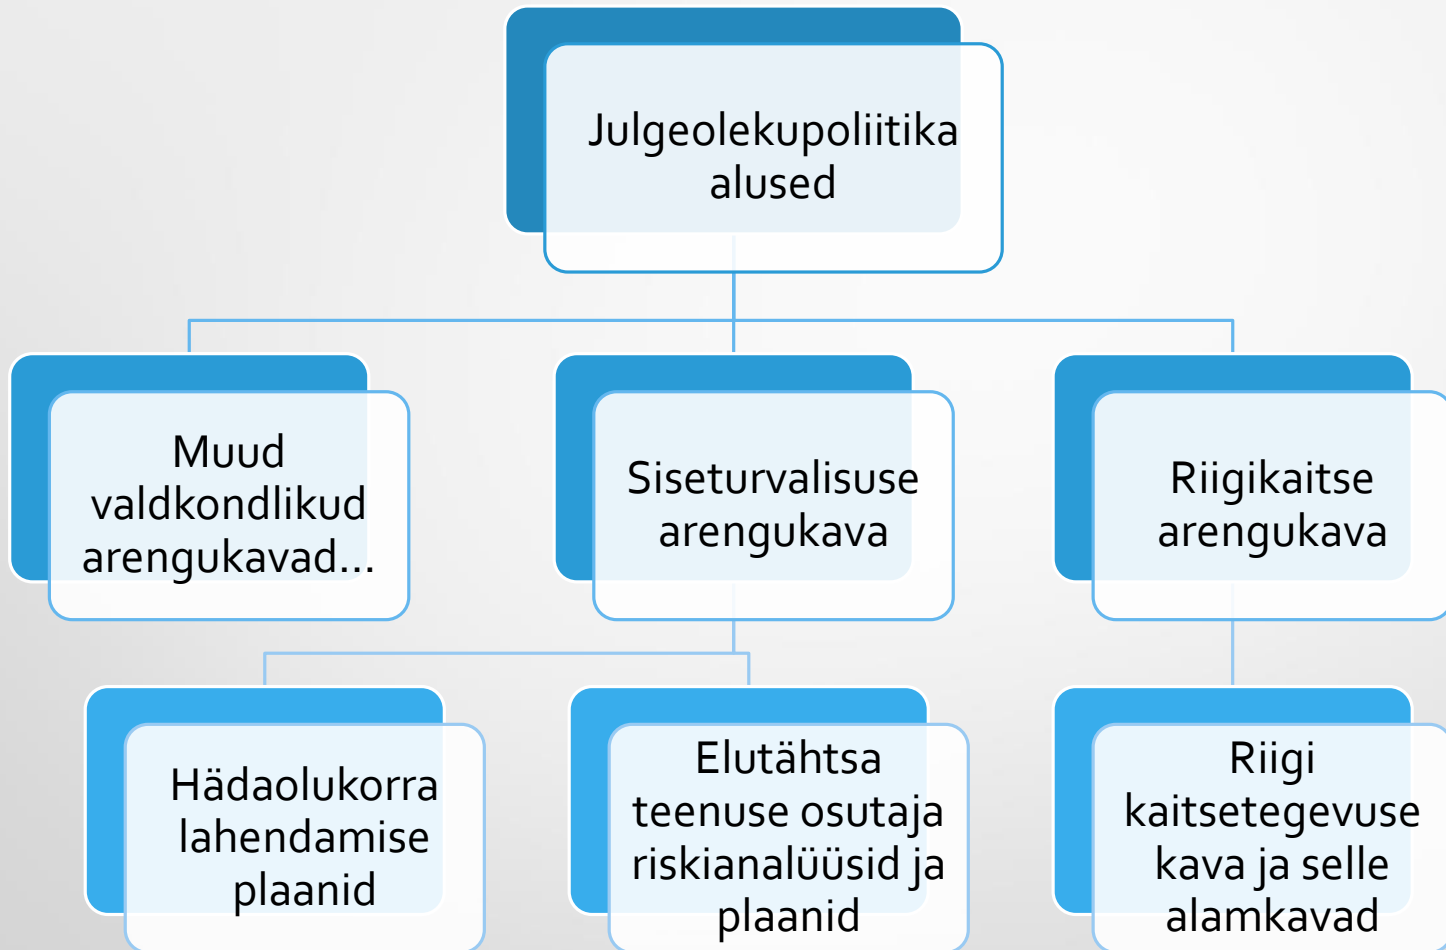 Julgeolekupoliitika
alused
Muud
valdkondlikud
arengukavad...
Siseturvalisuse
arengukava
Riigikaitse
arengukava
Hädaolukorra
lahendamise
plaanid
Elutähtsa
teenuse osutaja
riskianalüüsid ja
plaanid
Riigi
kaitsetegevuse
kava ja selle
alamkavad